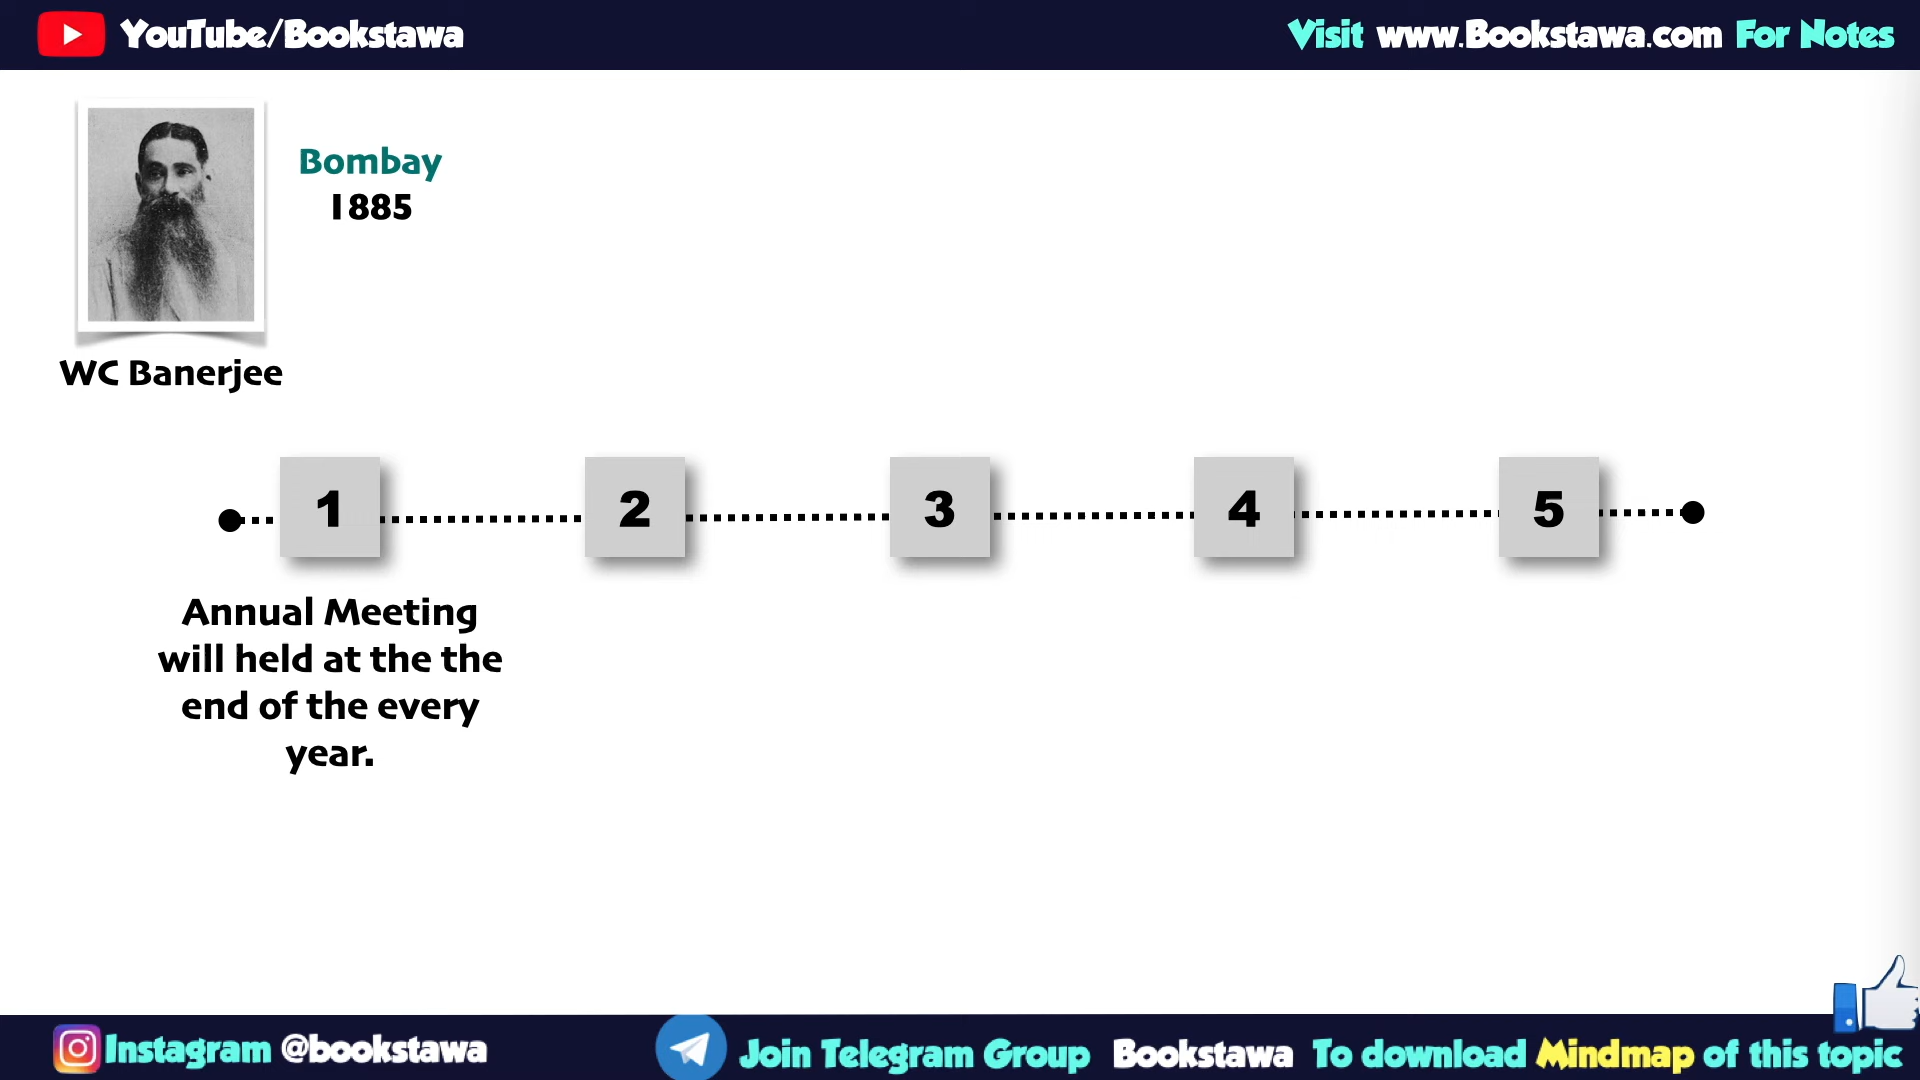 YouTube/Bookstawa
Visit www.Bookstawa.com For Notes
Bombay
1885
WC Banerjee
1
2
3
4
5
Annual Meeting
will held at the the
end of the every
year.
Instagram @bookstawa
Join Telegram Group Bookstawa To download Mindmap of this topic